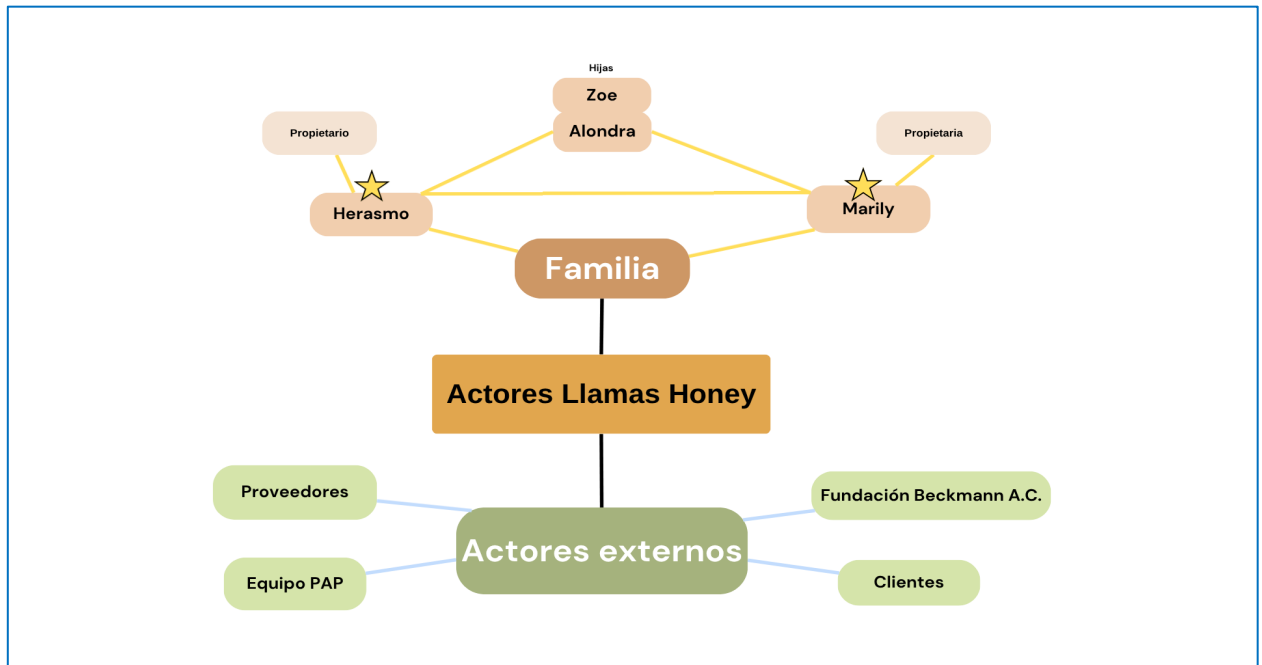 Hijas
Zoe
Alondra
Propietario
Propietaria
Herasmo
Marily
Familia
Actores Llamas Honey
Proveedores
Fundación Beckmann A.C.
Actores externos
Equipo PAP
Clientes